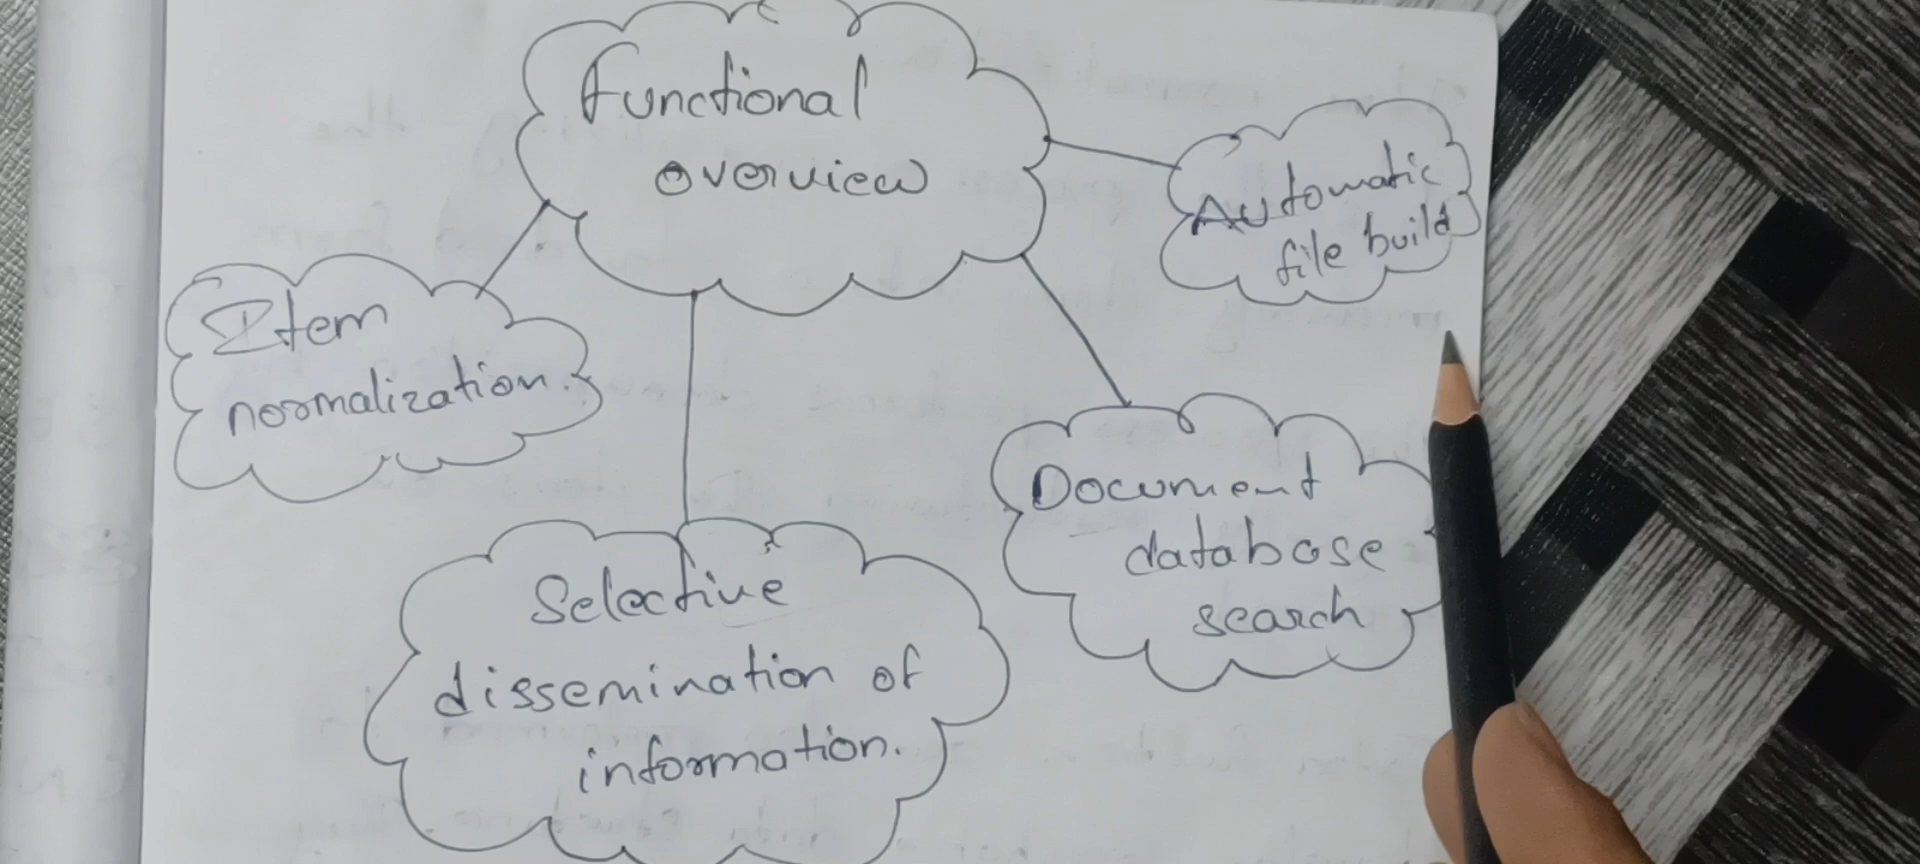 Functional
overview
Automatic
file build
Item
normalization.
Document
database
search
Selective
dissemination of
information.